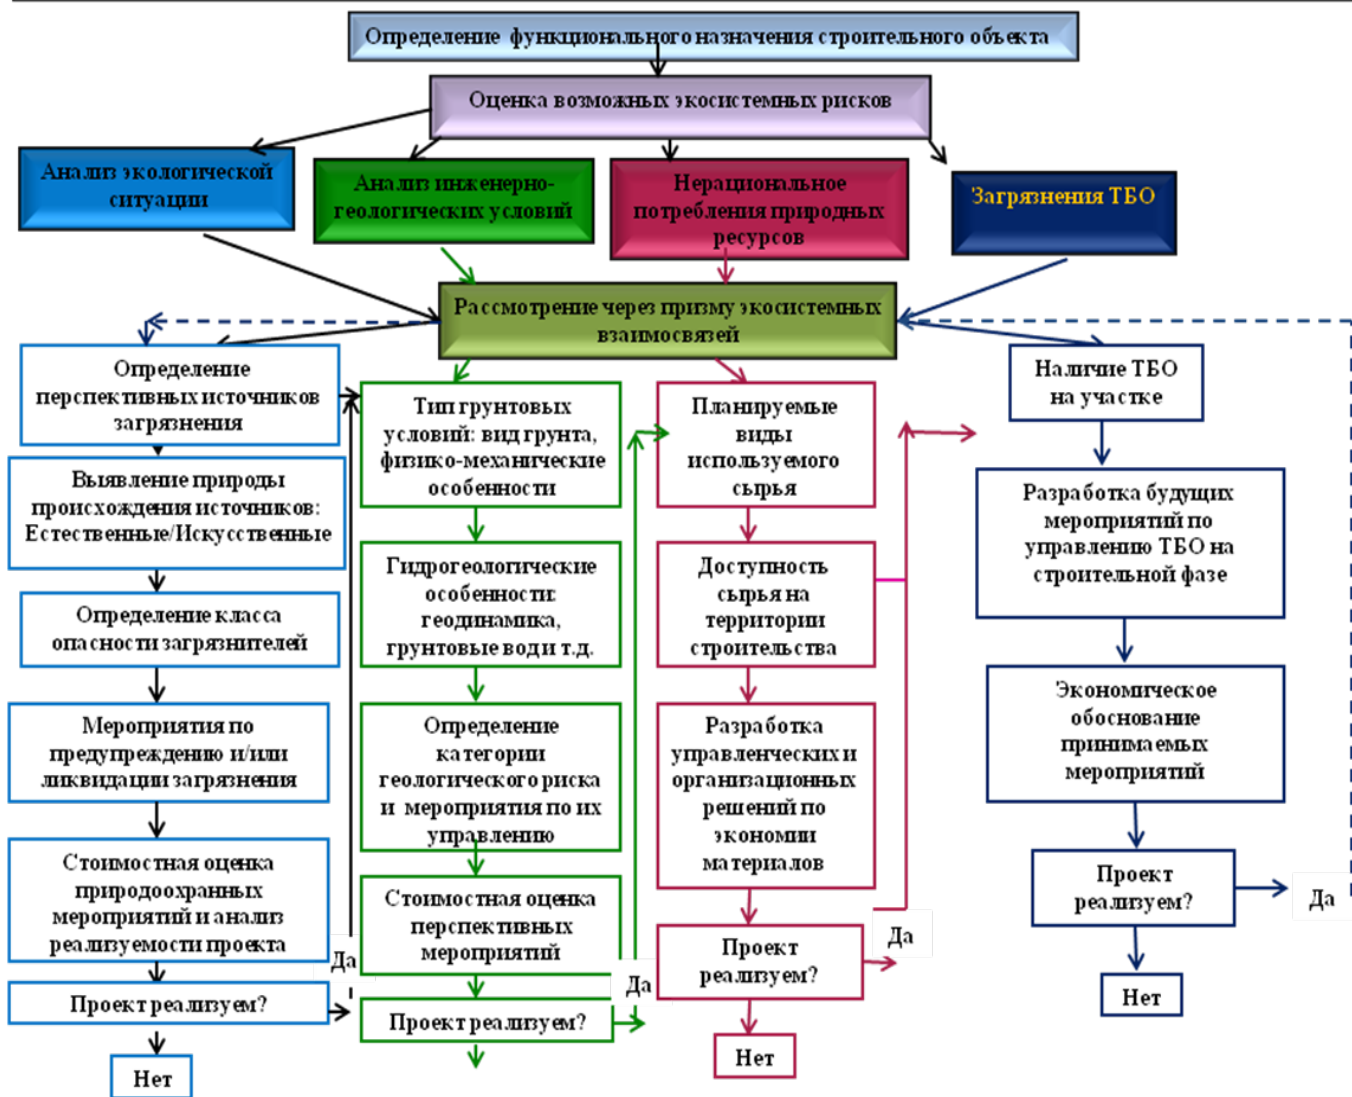 Определение функционального назначения строительного объекта
Оценка возможных экосистемных рисков
Анализ экологической
ситуации
Анализ инженерно-
геологических условий
Нерациональное
потребления природных
ресурсов
Загрязнения ТБО
Рассмотрение через призму экосистемных
взаимосвязей
Определение
перспективных источников
загрязнения
Выявление природы
происхождения источников:
Естественные/Искусственные
Определение класса
опасности загрязнителей
Мероприятия по
предупреждению и/или
ликвидации загрязнения
Стоимостная оценка
природоохранных
мероприятий и анализ
реализуемости проекта
Да
Проект реализуем?
Нет
Тип грунтовых
условий: вид грунта,
физико-механические
особенности
Гидрогеологические
особенности:
геодинамика,
грунтовые воды и т.д.
Определение
категории
геологического риска
и мероприятия по их
управлению
Стоимостная оценка
перспективных
мероприятий
Да
Проект реализуем?
Планируемые
виды
используемого
сырья
Доступность
сырья на
территории
строительства
Разработка
управленческих и
организационных
решений по
экономии
материалов
Да
Проект
реализуем?
Нет
Наличие ТБО
на участке
Разработка будущих
мероприятий по
управлению ТБО на
строительной фазе
Экономическое
обоснование
принимаемых
мероприятий
Проект
реализуем?
Да
Нет